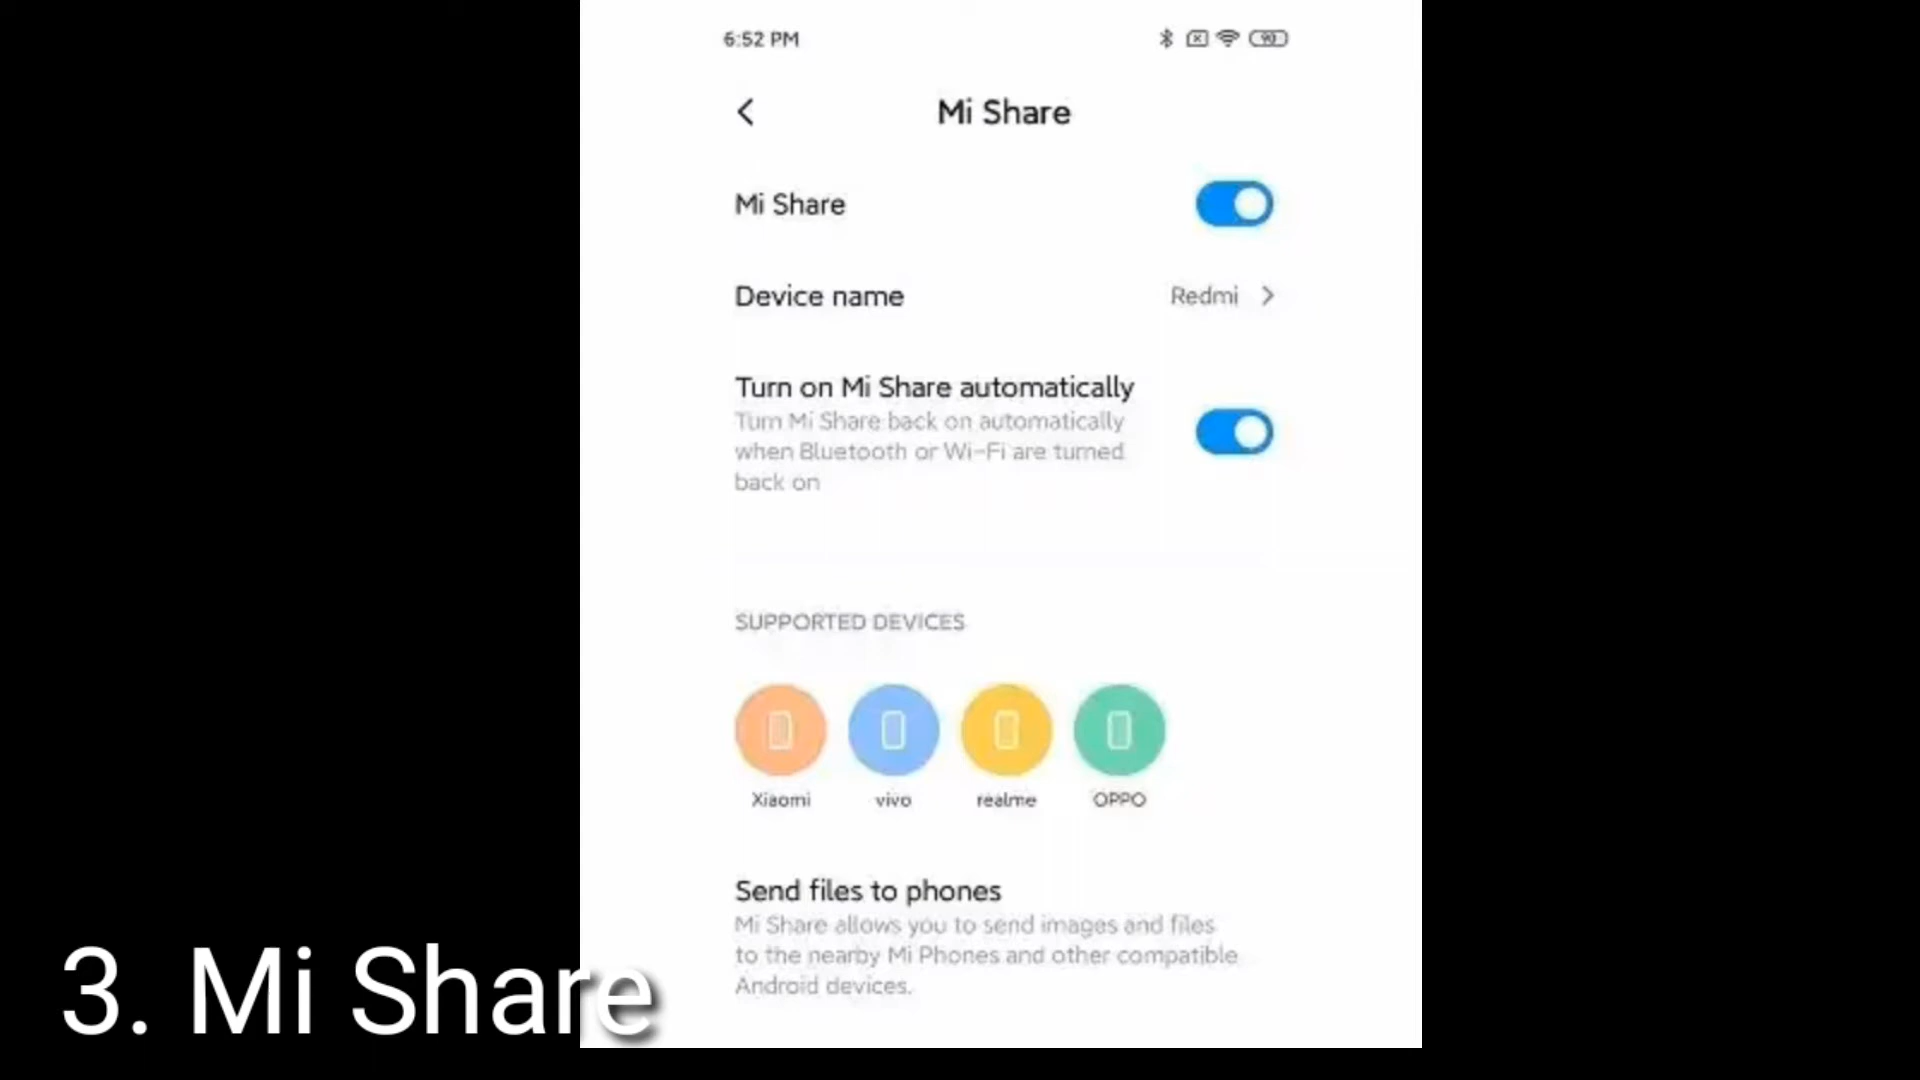 6:52 PM
90
Mi Share
Mi Share
Device name
Redmi
Turn on Mi Share automatically
Turn Mi Share back on automatically
when Bluetooth or Wi-Fi are turned
back on
SUPPORTED DEVICES
Xiaomi
vivo
realme
OPPO
Send files to phones
Mi Share allows you to send images and files
to the nearby Mi Phones and other compatible
Android devices.
3. Mi Share